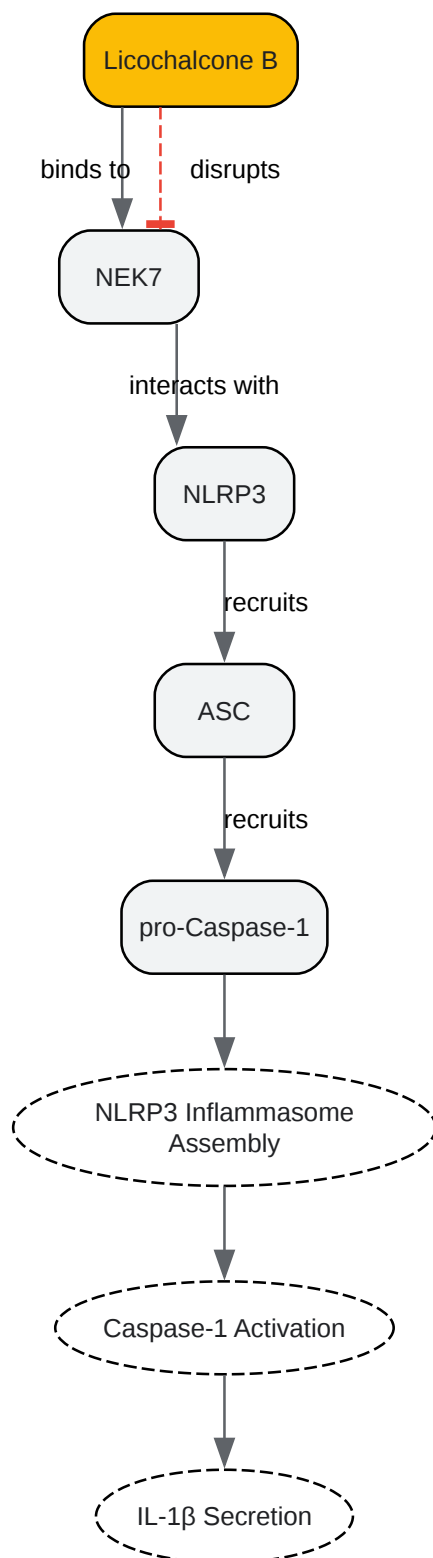 Licochalcone B
binds to
disrupts
NEK7
interacts with
NLRP3
recruits
ASC
recruits
pro-Caspase-1
NLRP3 Inflammasome
Assembly
Caspase-1 Activation
IL-1β Secretion